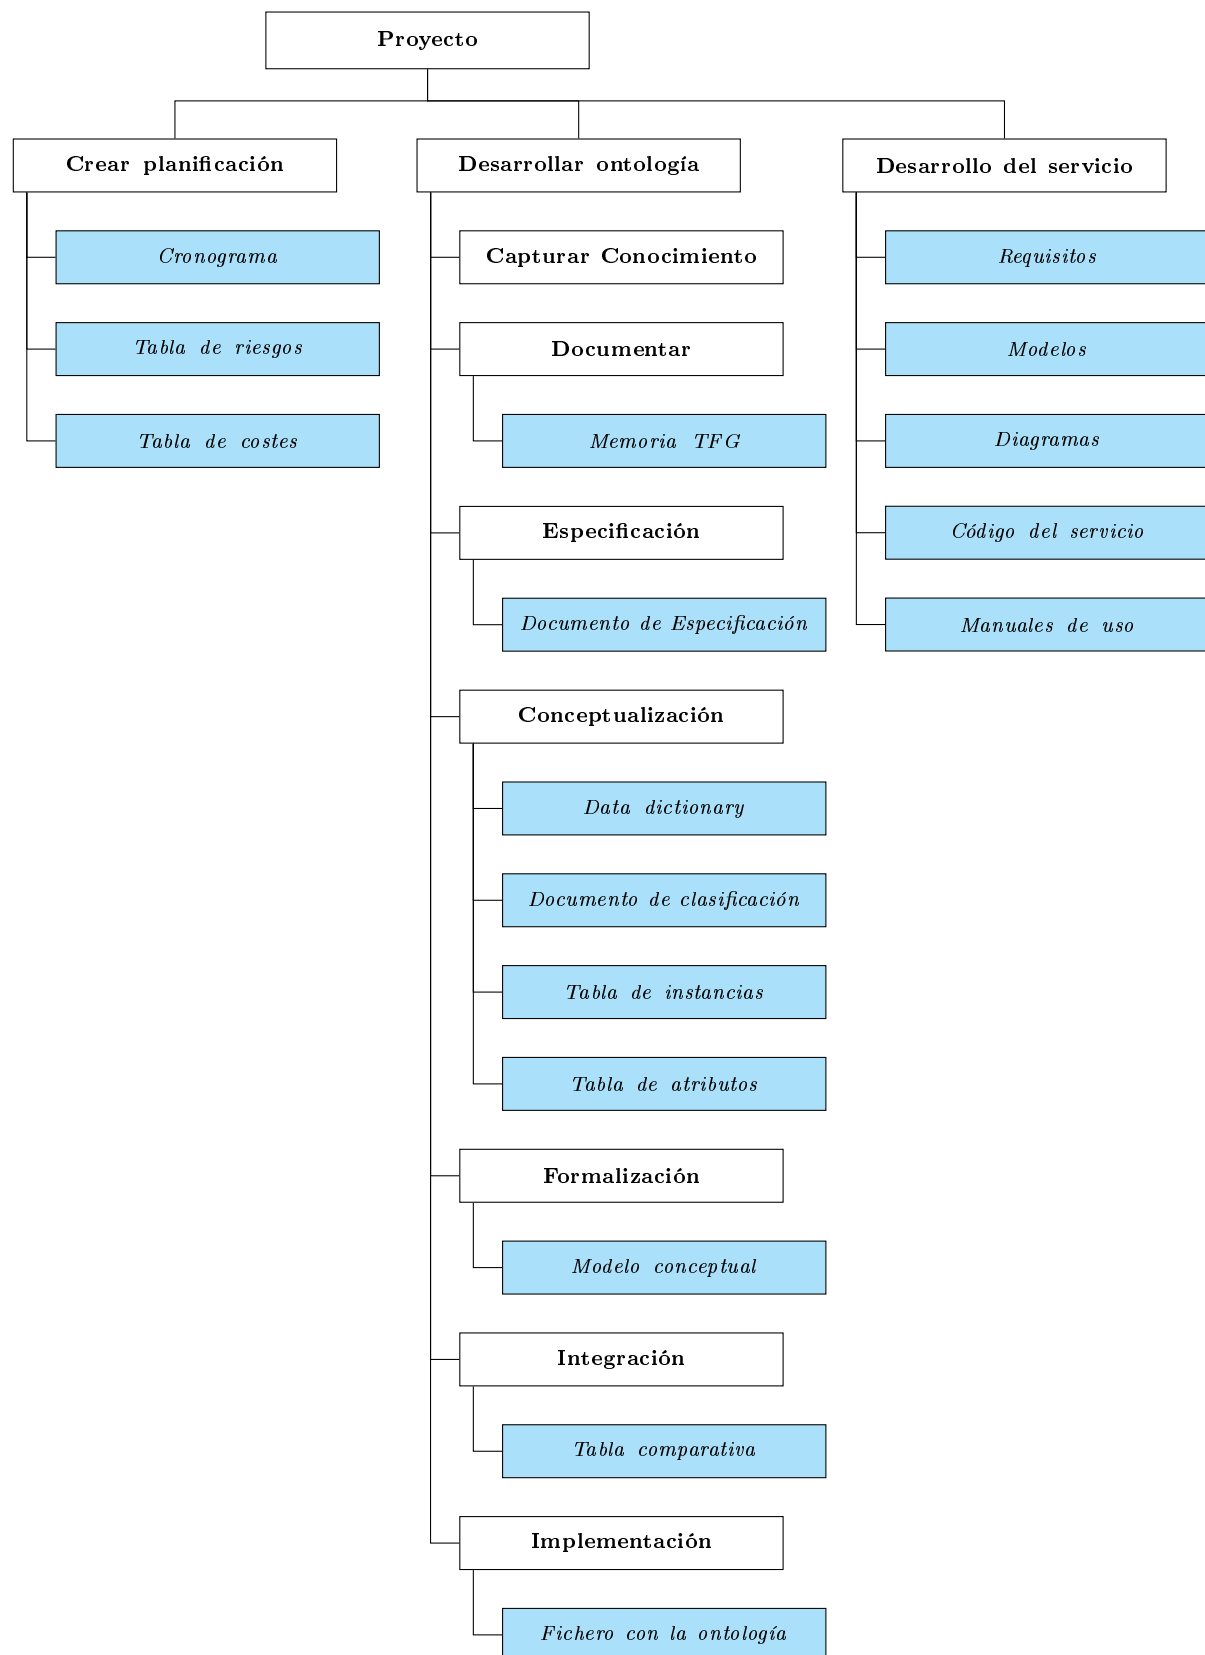 Proyecto
Crear planificación
Cronograma
Tabla de riesgos
Tabla de costes
Desarrollar ontología
Capturar Conocimiento
Documentar
Memoria TFG
Especificación
Documento de Especificación
Conceptualización
Data dictionary
Documento de clasificación
Tabla de instancias
Tabla de atributos
Formalización
Modelo conceptual
Integración
Tabla comparativa
Implementación
Fichero con la ontología
Desarrollo del servicio
Requisitos
Modelos
Diagramas
Código del servicio
Manuales de uso